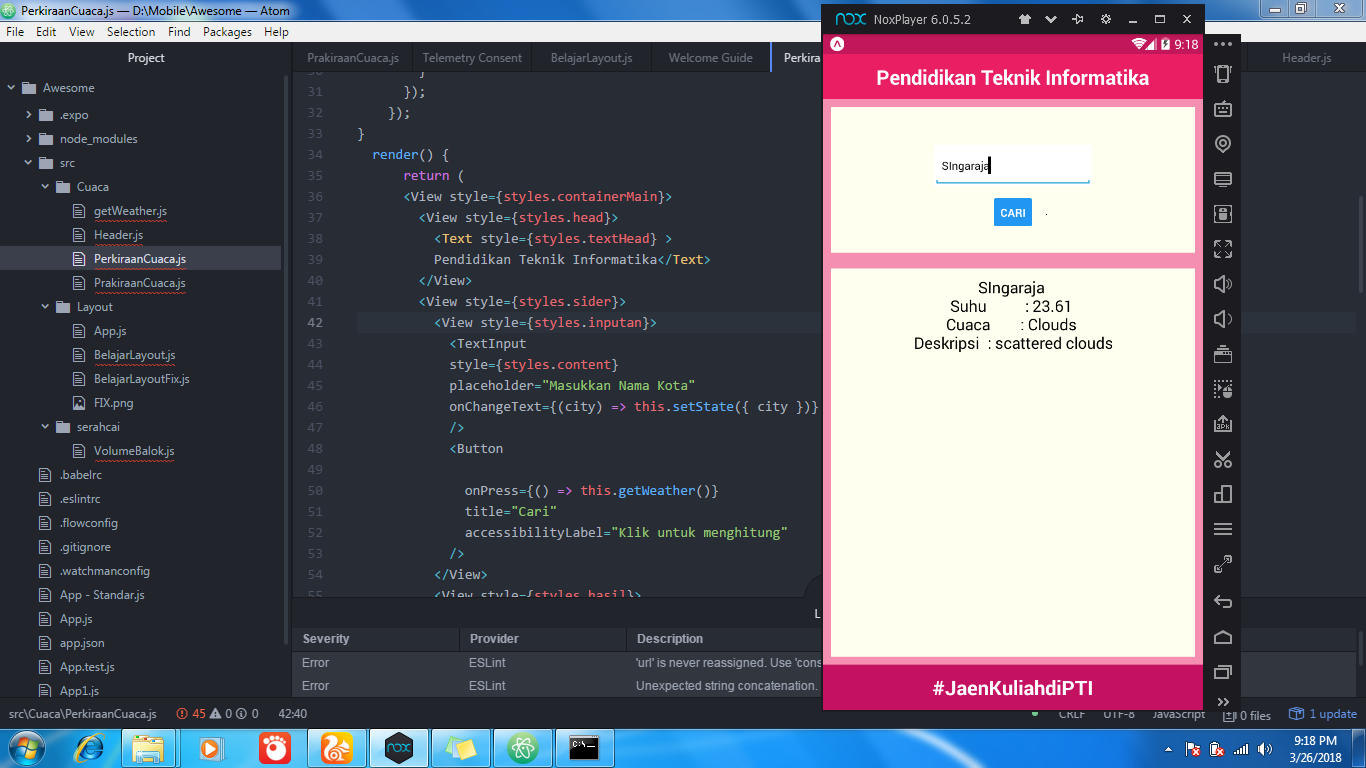 PerkiraanCuaca.js — D:\Mobile\Awesome — Atom
File Edit View Selection Find Packages Help
Project
Awesome
.expo
node_modules
src
Cuaca
getWeather.js
Header.js
PerkiraanCuaca.js
PrakiraanCuaca.js
Layout
App.js
BelajarLayout.js
BelajarLayoutFix.js
FIX.png
serahcai
VolumeBalok.js
.babelrc
.eslintrc
.flowconfig
.gitignore
.watchmanconfig
App - Standar.js
App.js
app.json
App.test.js
App1.js
PrakiraanCuaca.js Telemetry Consent BelajarLayout.js Welcome Guide Perkira Header.js
30 }
31 });
32 });
33 }
34 render() {
35 return (
36 <View style={styles.containerMain}>
37 <View style={styles.head}>
38 <Text style={styles.textHead} >
39 Pendidikan Teknik Informatika</Text>
40 </View>
41 <View style={styles.sider}>
42 <View style={styles.inputan}>
43 <TextInput
44 style={styles.content}
45 placeholder="Masukkan Nama Kota"
46 onChangeText={(city) => this.setState({ city })}
47 />
48 <Button
49
50 onPress={() => this.getWeather()}
51 title="Cari"
52 accessibilityLabel="Klik untuk menghitung"
53 />
54 </View>
55 <View style={styles.hasil}>
L
Severity Provider Description
Error ESLint 'url' is never reassigned. Use 'cons
Error ESLint Unexpected string concatenation.
src\Cuaca\PerkiraanCuaca.js 45 0 0 42:40 CRLF UTF-8 JavaScript 0 files 1 update
nox NoxPlayer 6.0.5.2
9:18
Pendidikan Teknik Informatika
SIngaraja
CARI
SIngaraja
Suhu : 23.61
Cuaca : Clouds
Deskripsi : scattered clouds
#JaenKuliahdiPTI
9:18 PM
3/26/2018